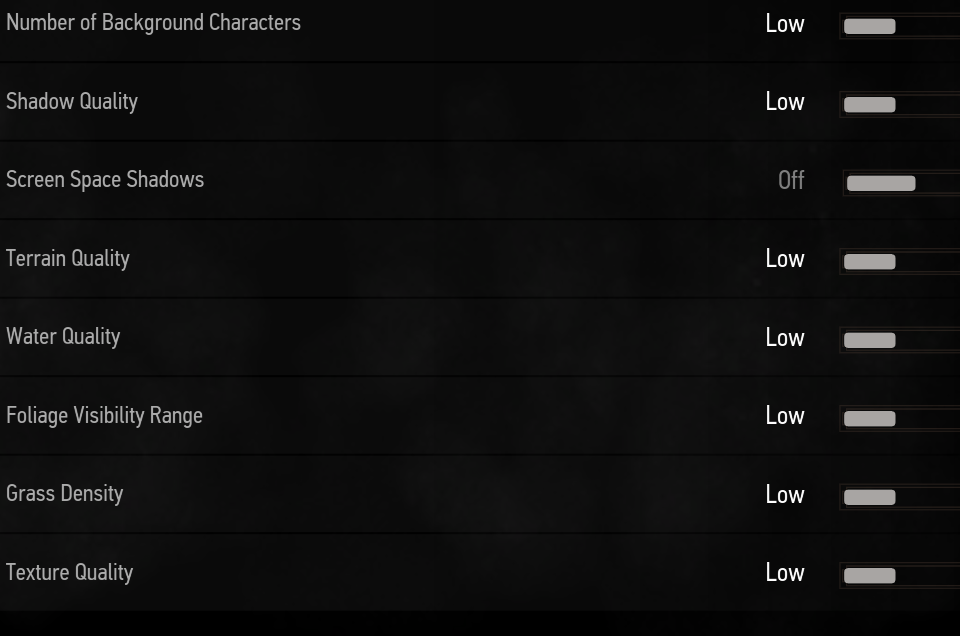 Number of Background Characters Low
Shadow Quality Low
Screen Space Shadows Off
Terrain Quality Low
Water Quality Low
Foliage Visibility Range Low
Grass Density Low
Texture Quality Low